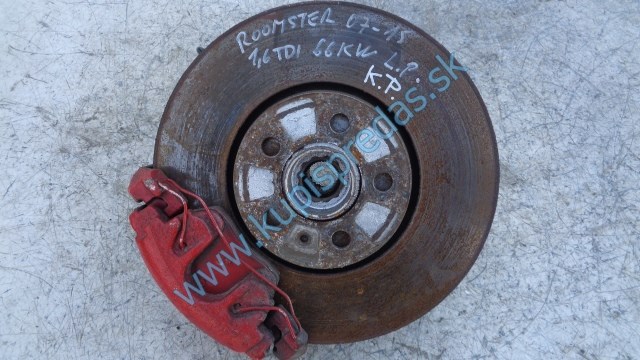 ROOMSTER 07-15
1,6TDI 66KW L.P.
K.P.
www.kupispredas.sk